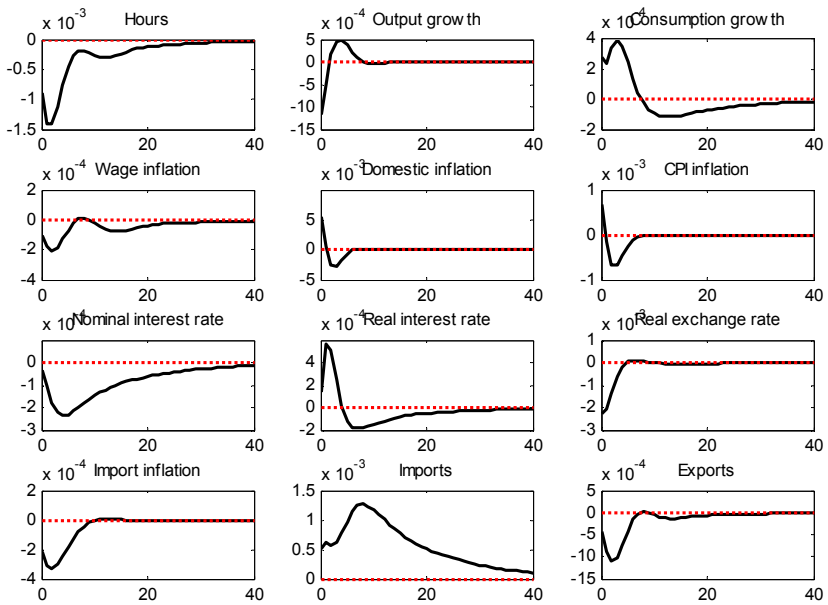 x 10^-3 Hours
0
-0.5
-1
-1.5
0 20 40
x 10^-4 Output growth
5
0
-5
-10
-15
0 20 40
x 10^-4 Consumption growth
4
2
0
-2
0 20 40
x 10^-4 Wage inflation
2
0
-2
-4
0 20 40
x 10^-3 Domestic inflation
10
5
0
-5
0 20 40
x 10^-3 CPI inflation
1
0
-1
0 20 40
x 10^-4 Nominal interest rate
0
-1
-2
-3
0 20 40
x 10^-4 Real interest rate
4
2
0
-2
0 20 40
x 10^-3 Real exchange rate
1
0
-1
-2
-3
0 20 40
x 10^-4 Import inflation
2
0
-2
-4
0 20 40
x 10^-3 Imports
1.5
1
0.5
0
0 20 40
x 10^-4 Exports
5
0
-5
-10
-15
0 20 40